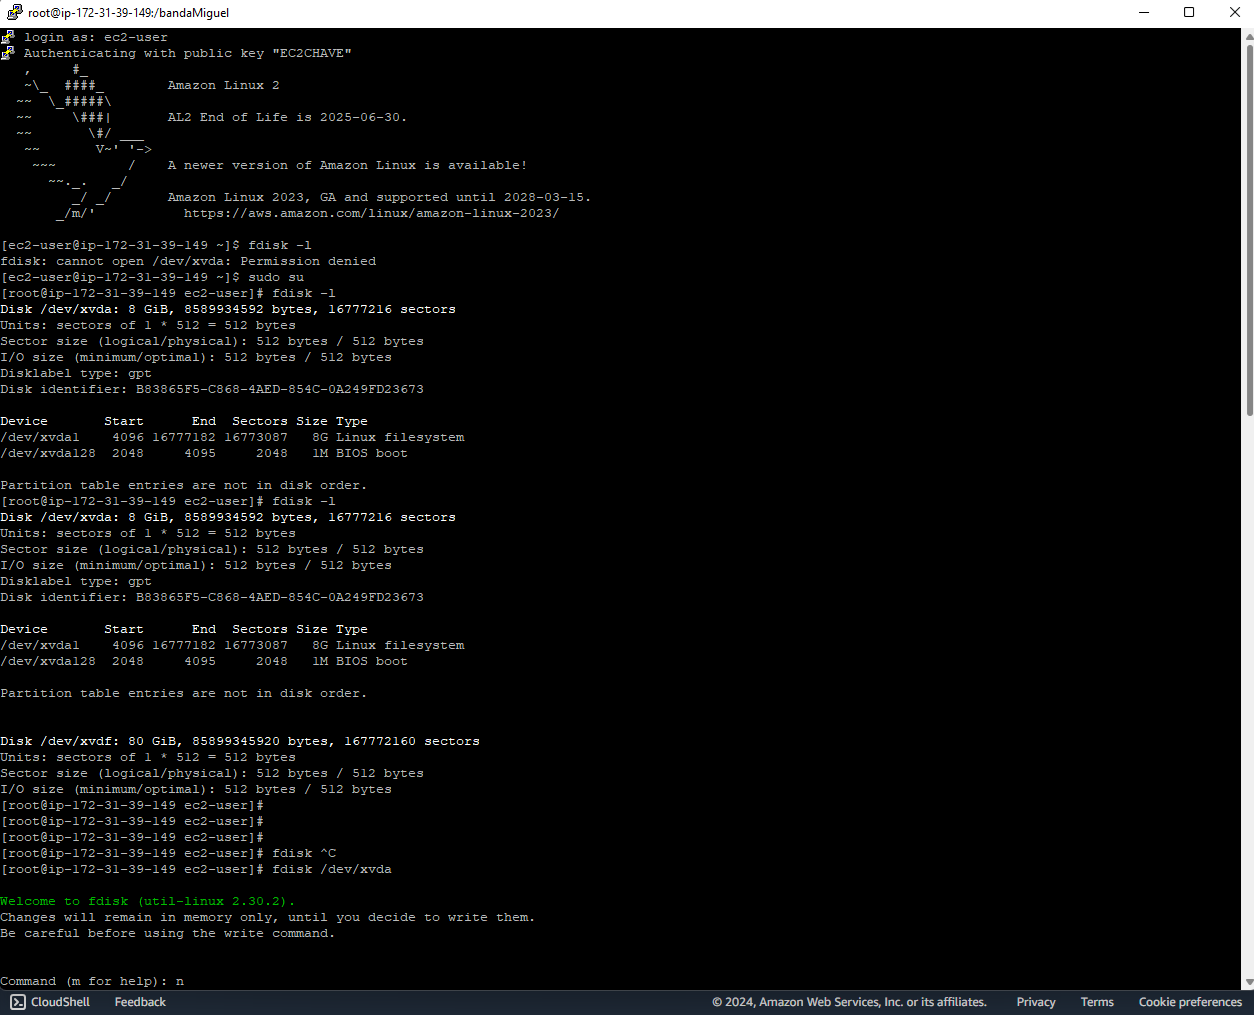 root@ip-172-31-39-149:/bandaMiguel
login as: ec2-user
Authenticating with public key "EC2CHAVE"
   ,     #_
   ~\_  ####_        Amazon Linux 2
  ~~  \_#####\
  ~~     \###|       AL2 End of Life is 2025-06-30.
  ~~       \#/ ___
   ~~       V~' '->
    ~~~         /    A newer version of Amazon Linux is available!
      ~~._.   _/
         _/ _/       Amazon Linux 2023, GA and supported until 2028-03-15.
       _/m/'           https://aws.amazon.com/linux/amazon-linux-2023/
[ec2-user@ip-172-31-39-149 ~]$ fdisk -l
fdisk: cannot open /dev/xvda: Permission denied
[ec2-user@ip-172-31-39-149 ~]$ sudo su
[root@ip-172-31-39-149 ec2-user]# fdisk -l
Disk /dev/xvda: 8 GiB, 8589934592 bytes, 16777216 sectors
Units: sectors of 1 * 512 = 512 bytes
Sector size (logical/physical): 512 bytes / 512 bytes
I/O size (minimum/optimal): 512 bytes / 512 bytes
Disklabel type: gpt
Disk identifier: B83865F5-C868-4AED-854C-0A249FD23673
Device       Start      End  Sectors Size Type
/dev/xvda1    4096 16777182 16773087   8G Linux filesystem
/dev/xvda128  2048     4095     2048   1M BIOS boot
Partition table entries are not in disk order.
[root@ip-172-31-39-149 ec2-user]# fdisk -l
Disk /dev/xvda: 8 GiB, 8589934592 bytes, 16777216 sectors
Units: sectors of 1 * 512 = 512 bytes
Sector size (logical/physical): 512 bytes / 512 bytes
I/O size (minimum/optimal): 512 bytes / 512 bytes
Disklabel type: gpt
Disk identifier: B83865F5-C868-4AED-854C-0A249FD23673
Device       Start      End  Sectors Size Type
/dev/xvda1    4096 16777182 16773087   8G Linux filesystem
/dev/xvda128  2048     4095     2048   1M BIOS boot
Partition table entries are not in disk order.
Disk /dev/xvdf: 80 GiB, 85899345920 bytes, 167772160 sectors
Units: sectors of 1 * 512 = 512 bytes
Sector size (logical/physical): 512 bytes / 512 bytes
I/O size (minimum/optimal): 512 bytes / 512 bytes
[root@ip-172-31-39-149 ec2-user]#
[root@ip-172-31-39-149 ec2-user]#
[root@ip-172-31-39-149 ec2-user]#
[root@ip-172-31-39-149 ec2-user]# fdisk ^C
[root@ip-172-31-39-149 ec2-user]# fdisk /dev/xvda
Welcome to fdisk (util-linux 2.30.2).
Changes will remain in memory only, until you decide to write them.
Be careful before using the write command.
Command (m for help): n
CloudShell Feedback © 2024, Amazon Web Services, Inc. or its affiliates. Privacy Terms Cookie preferences